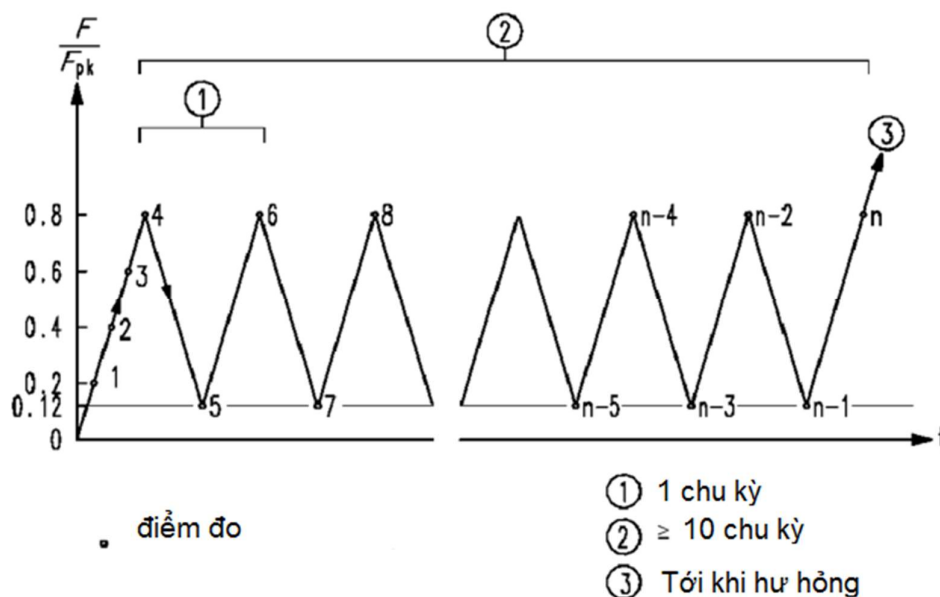 ②
F
F_pk
①
③
0.8 4 6 8 n-4 n-2 n
0.6 3
0.4 2
0.2 1
0.12 5 7 n-5 n-3 n-1
0
t
① 1 chu kỳ
điểm đo
② ≥ 10 chu kỳ
③ Tới khi hư hỏng